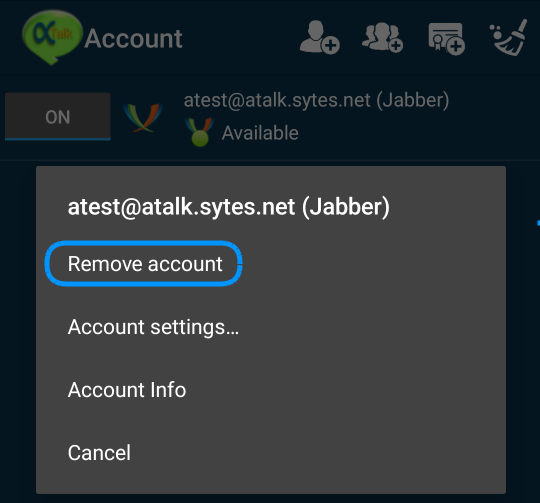 αTalk
Account
ON
atest@atalk.sytes.net (Jabber)
Available
atest@atalk.sytes.net (Jabber)
Remove account
Account settings…
Account Info
Cancel